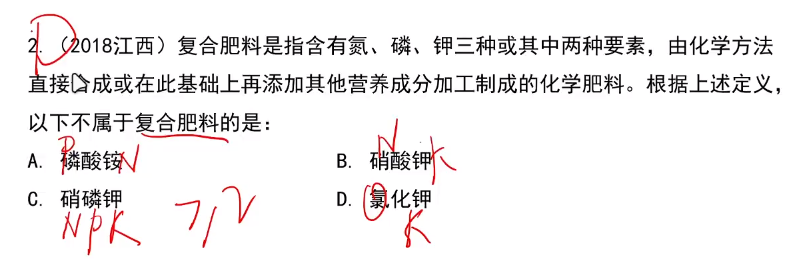 D
2. （2018江西）复合肥料是指含有氮、磷、钾三种或其中两种要素，由化学方法
直接合成或在此基础上再添加其他营养成分加工制成的化学肥料。根据上述定义，
以下不属于复合肥料的是：
P N
N K
A. 磷酸铵 B. 硝酸钾
C. 硝磷钾 D. 氯化钾
NPK ≥2 K